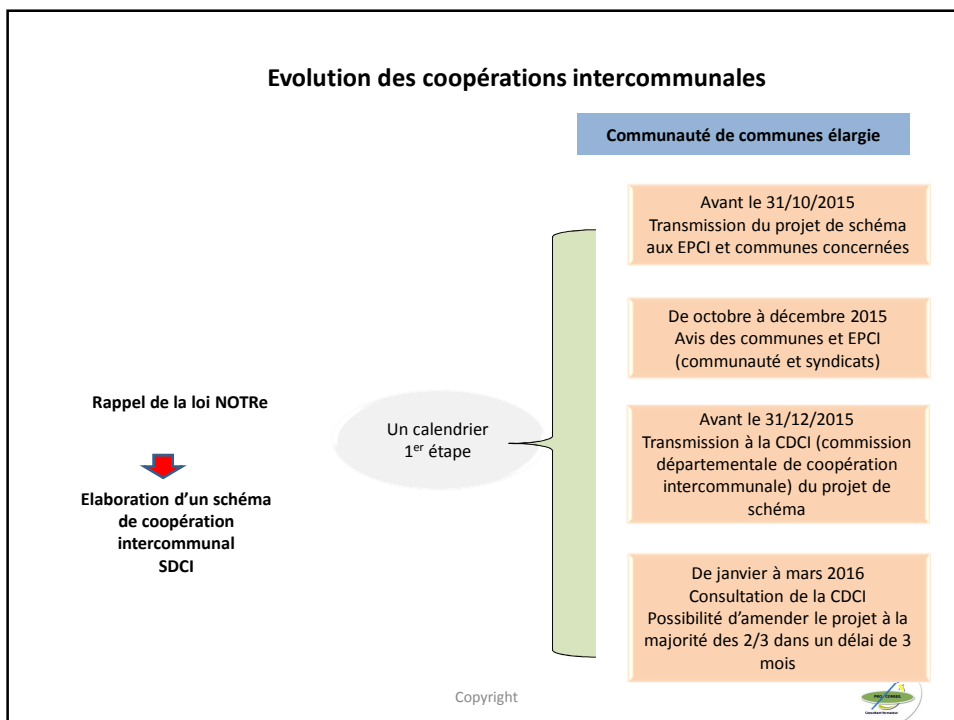 Evolution des coopérations intercommunales
Communauté de communes élargie
Rappel de la loi NOTRe
Elaboration d'un schéma
de coopération
intercommunal
SDCI
Un calendrier
1er étape
Avant le 31/10/2015
Transmission du projet de schéma
aux EPCI et communes concernées
De octobre à décembre 2015
Avis des communes et EPCI
(communauté et syndicats)
Avant le 31/12/2015
Transmission à la CDCI (commission
départementale de coopération
intercommunale) du projet de
schéma
De janvier à mars 2016
Consultation de la CDCI
Possibilité d'amender le projet à la
majorité des 2/3 dans un délai de 3
mois
Copyright